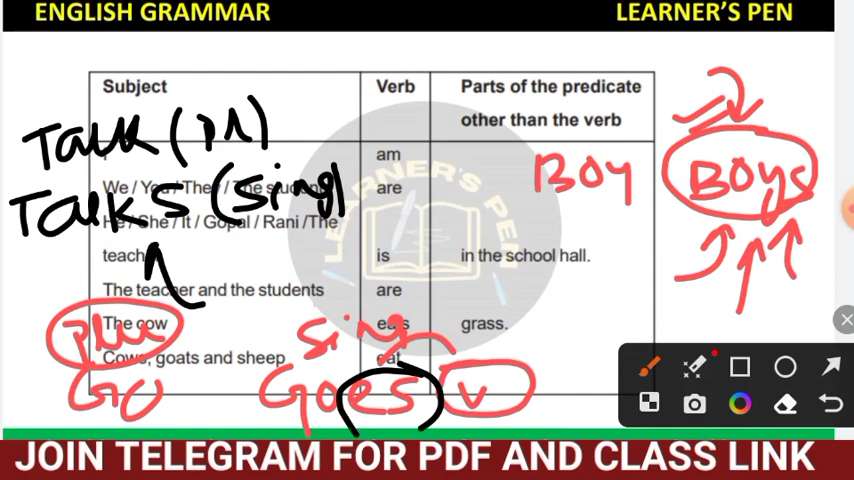 ENGLISH GRAMMAR
LEARNER'S PEN
Subject Verb Parts of the predicate
other than the verb
Talk (Pl)
am
BOY BOYS
We / You / They / The students are
Talks (Sing)
He / She / It / Gopal / Rani /The
teach is in the school hall.
The teacher and the students are
Plu
The cow eats grass.
Sing
Cows, goats and sheep eat
GO GOes V
LEARNER'S PEN
JOIN TELEGRAM FOR PDF AND CLASS LINK